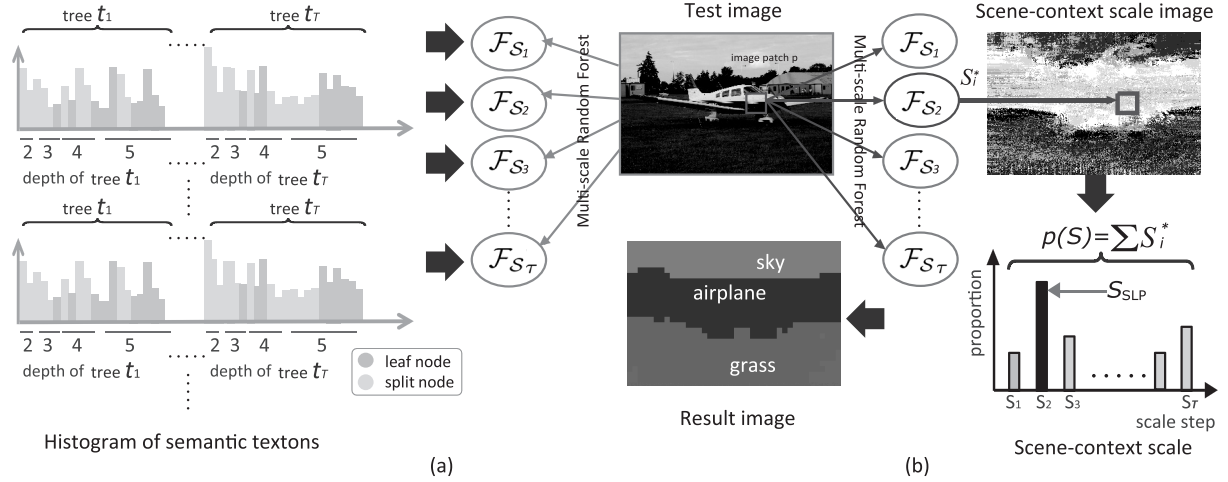 tree t1
tree tT
2 3 4 5
2 3 4 5
depth of tree t1
depth of tree tT
tree t1
tree tT
2 3 4 5
2 3 4 5
depth of tree t1
depth of tree tT
leaf node
split node
Histogram of semantic textons
(a)
FS1
FS2
FS3
FSτ
Multi-scale Random Forest
Test image
image patch p
Multi-scale Random Forest
FS1
FS2
FS3
FSτ
Si*
Scene-context scale image
p(S)=∑Si*
SSLP
proportion
S1 S2 S3 Sτ
scale step
Scene-context scale
sky
airplane
grass
Result image
(b)